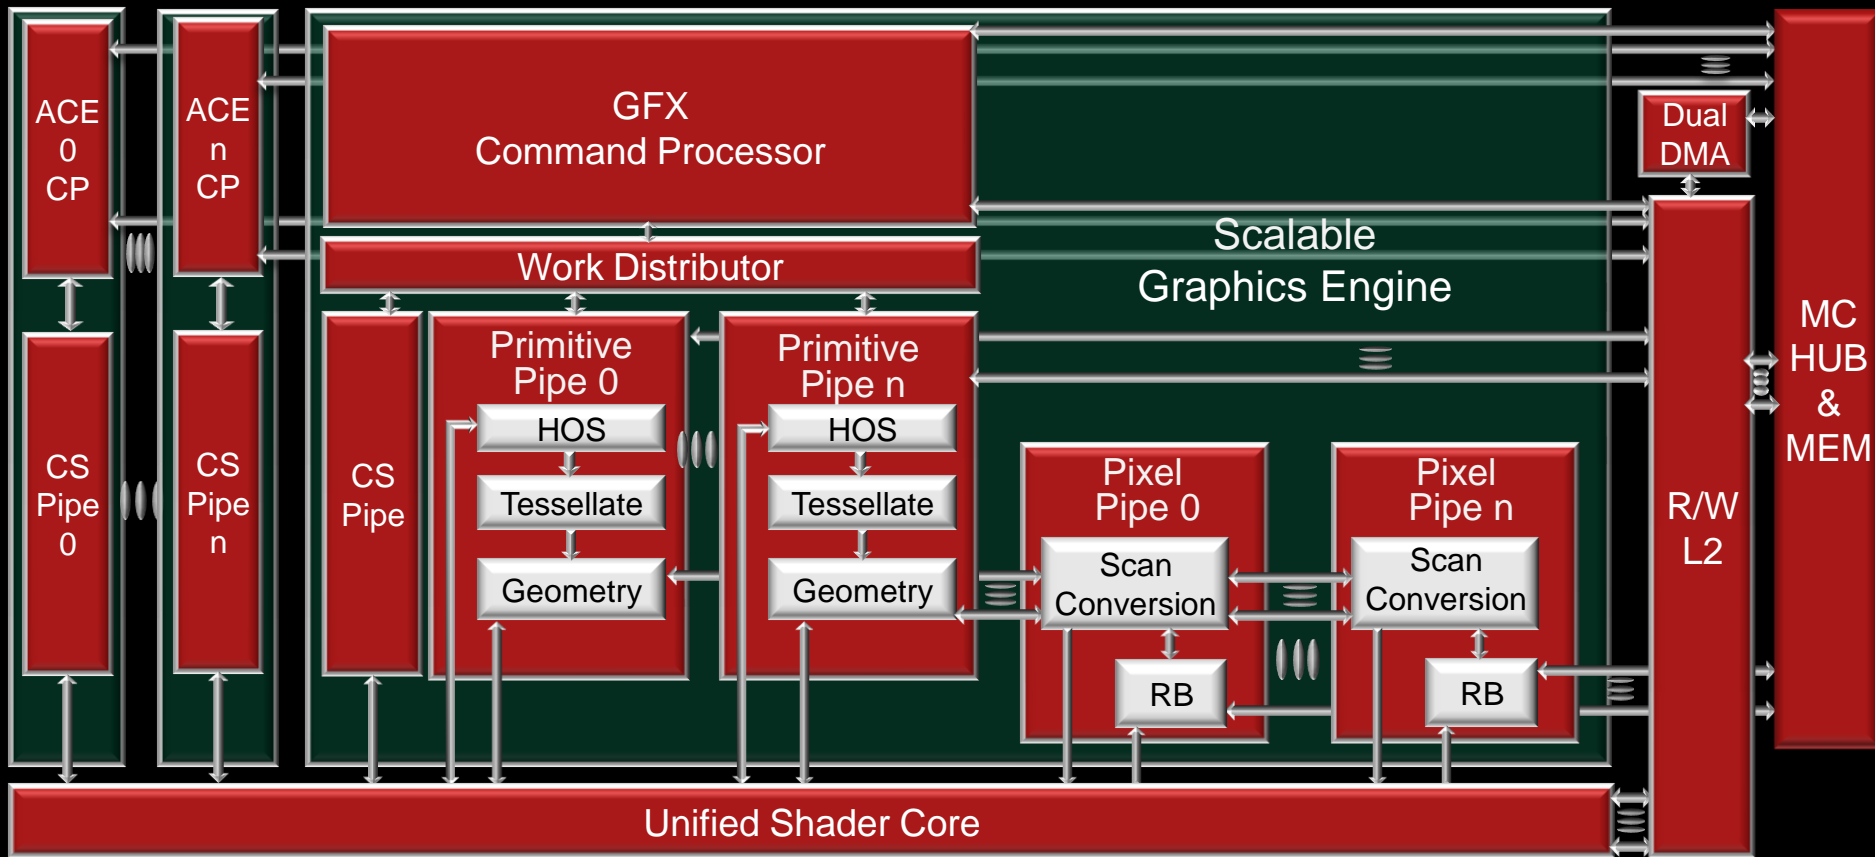 ACE
0
CP
ACE
n
CP
GFX
Command Processor
Dual
DMA
Work Distributor
Scalable
Graphics Engine
MC
HUB
&
MEM
CS
Pipe
0
CS
Pipe
n
CS
Pipe
Primitive
Pipe 0
HOS
Tessellate
Geometry
Primitive
Pipe n
HOS
Tessellate
Geometry
Pixel
Pipe 0
Scan
Conversion
RB
Pixel
Pipe n
Scan
Conversion
RB
R/W
L2
Unified Shader Core